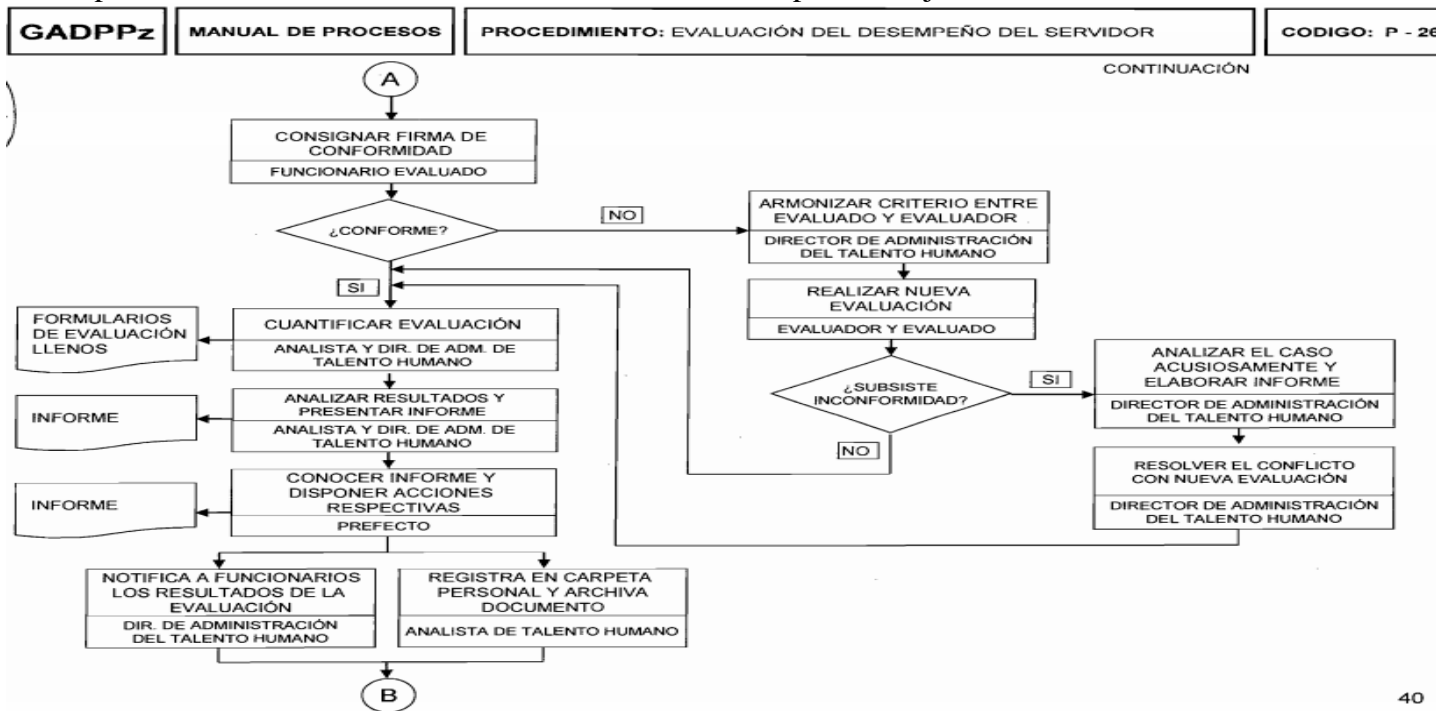 GADPPz
MANUAL DE PROCESOS
PROCEDIMIENTO: EVALUACIÓN DEL DESEMPEÑO DEL SERVIDOR
CODIGO: P - 26
CONTINUACIÓN
A
CONSIGNAR FIRMA DE
CONFORMIDAD
FUNCIONARIO EVALUADO
¿CONFORME?
NO
ARMONIZAR CRITERIO ENTRE
EVALUADO Y EVALUADOR
DIRECTOR DE ADMINISTRACIÓN
DEL TALENTO HUMANO
SI
REALIZAR NUEVA
EVALUACIÓN
EVALUADOR Y EVALUADO
FORMULARIOS
DE EVALUACIÓN
LLENOS
CUANTIFICAR EVALUACIÓN
ANALISTA Y DIR. DE ADM. DE
TALENTO HUMANO
¿SUBSISTE
INCONFORMIDAD?
SI
ANALIZAR EL CASO
ACUSIOSAMENTE Y
ELABORAR INFORME
DIRECTOR DE ADMINISTRACIÓN
DEL TALENTO HUMANO
INFORME
ANALIZAR RESULTADOS Y
PRESENTAR INFORME
ANALISTA Y DIR. DE ADM. DE
TALENTO HUMANO
NO
RESOLVER EL CONFLICTO
CON NUEVA EVALUACIÓN
DIRECTOR DE ADMINISTRACIÓN
DEL TALENTO HUMANO
INFORME
CONOCER INFORME Y
DISPONER ACCIONES
RESPECTIVAS
PREFECTO
NOTIFICA A FUNCIONARIOS
LOS RESULTADOS DE LA
EVALUACIÓN
DIR. DE ADMINISTRACIÓN
DEL TALENTO HUMANO
REGISTRA EN CARPETA
PERSONAL Y ARCHIVA
DOCUMENTO
ANALISTA DE TALENTO HUMANO
B
40